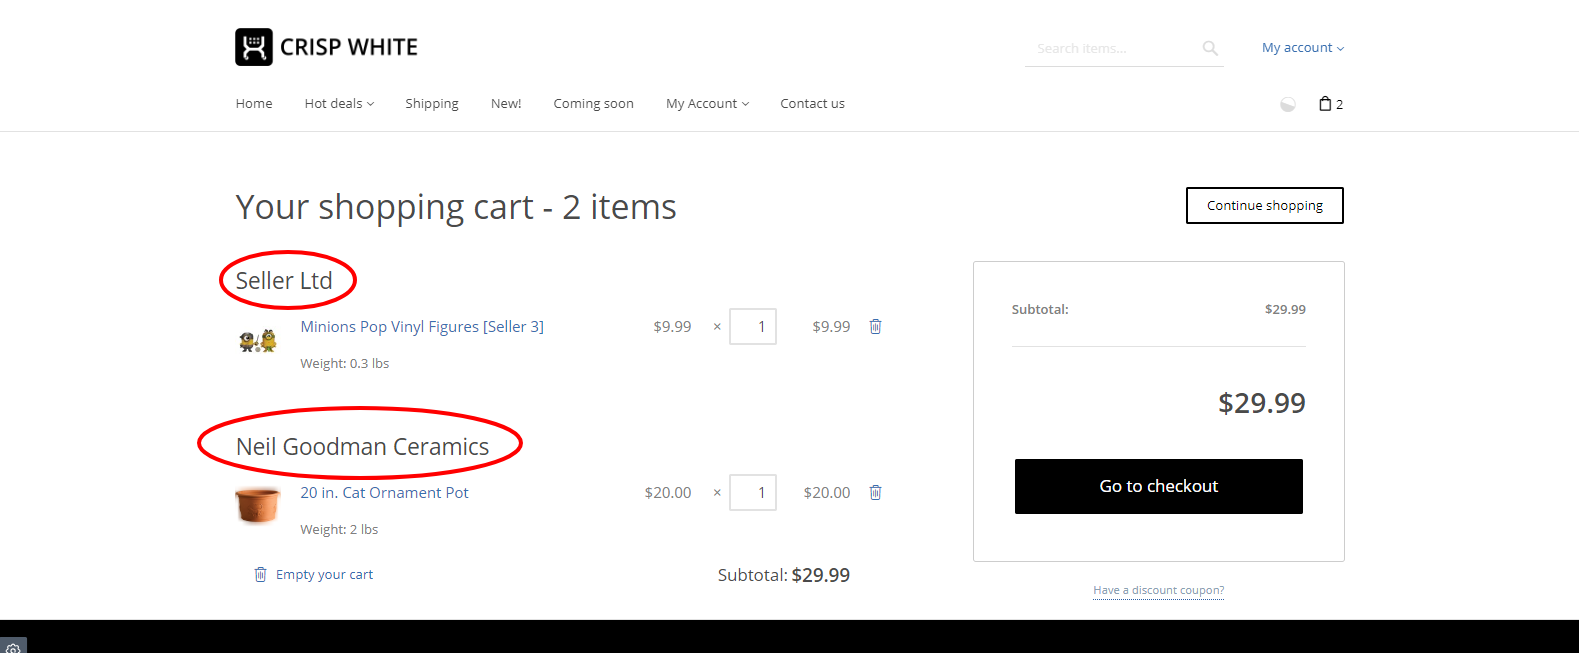 CRISP WHITE
Search items...
My account
Home Hot deals Shipping New! Coming soon My Account Contact us
2
Your shopping cart - 2 items
Continue shopping
Seller Ltd
Minions Pop Vinyl Figures [Seller 3] $9.99 × 1 $9.99
Weight: 0.3 lbs
Neil Goodman Ceramics
20 in. Cat Ornament Pot $20.00 × 1 $20.00
Weight: 2 lbs
Empty your cart Subtotal: $29.99
Subtotal: $29.99
$29.99
Go to checkout
Have a discount coupon?